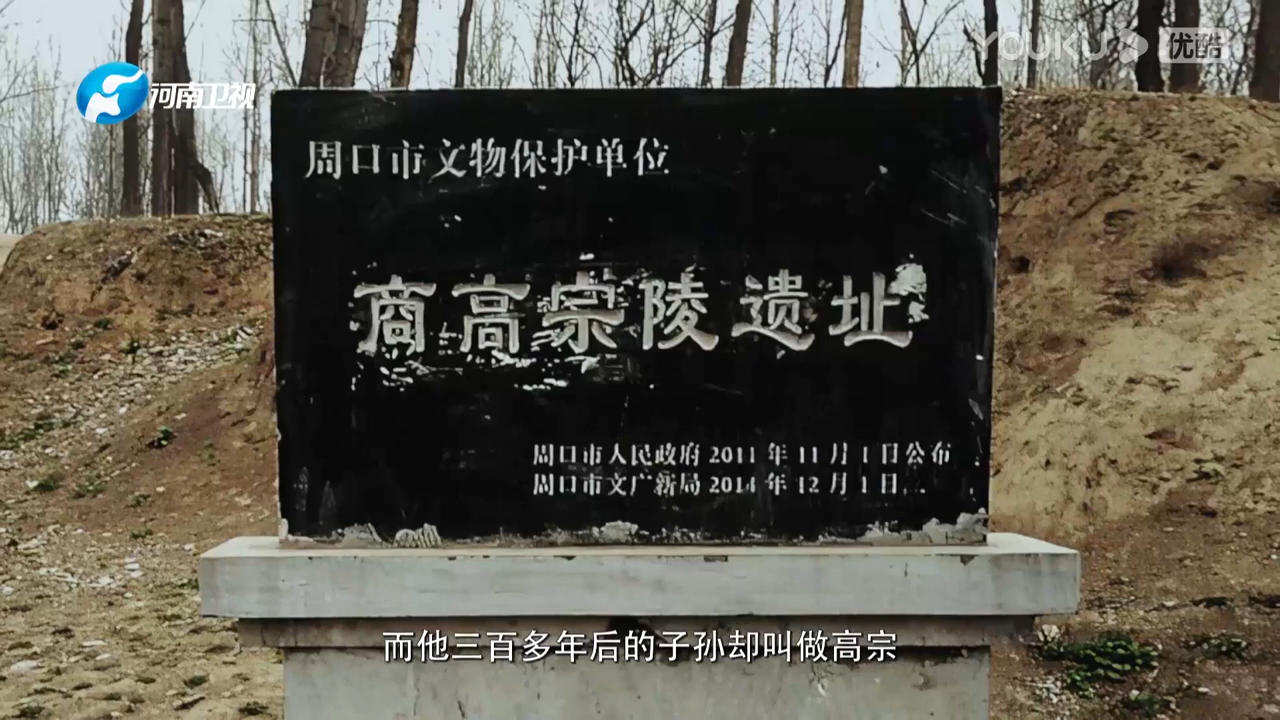 YOUKU 优酷
河南卫视
周口市文物保护单位
商高宗陵遗址
周口市人民政府 2011 年 11 月 1 日公布
周口市文广新局 2014 年 12 月 1 日
而他三百多年后的子孙却叫做高宗